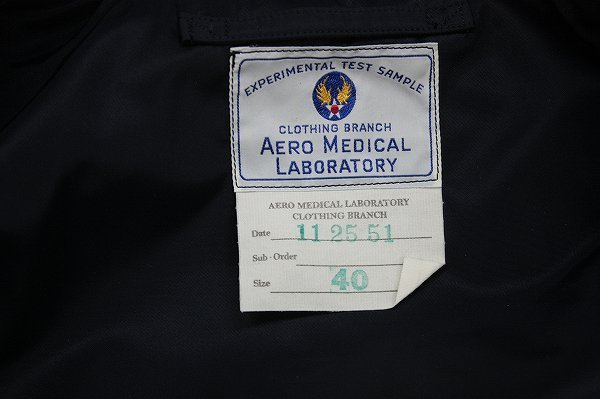 EXPERIMENTAL TEST SAMPLE
CLOTHING BRANCH
AERO MEDICAL
LABORATORY
AERO MEDICAL LABORATORY
CLOTHING BRANCH
Date 11 25 51
Sub-Order
Size 40